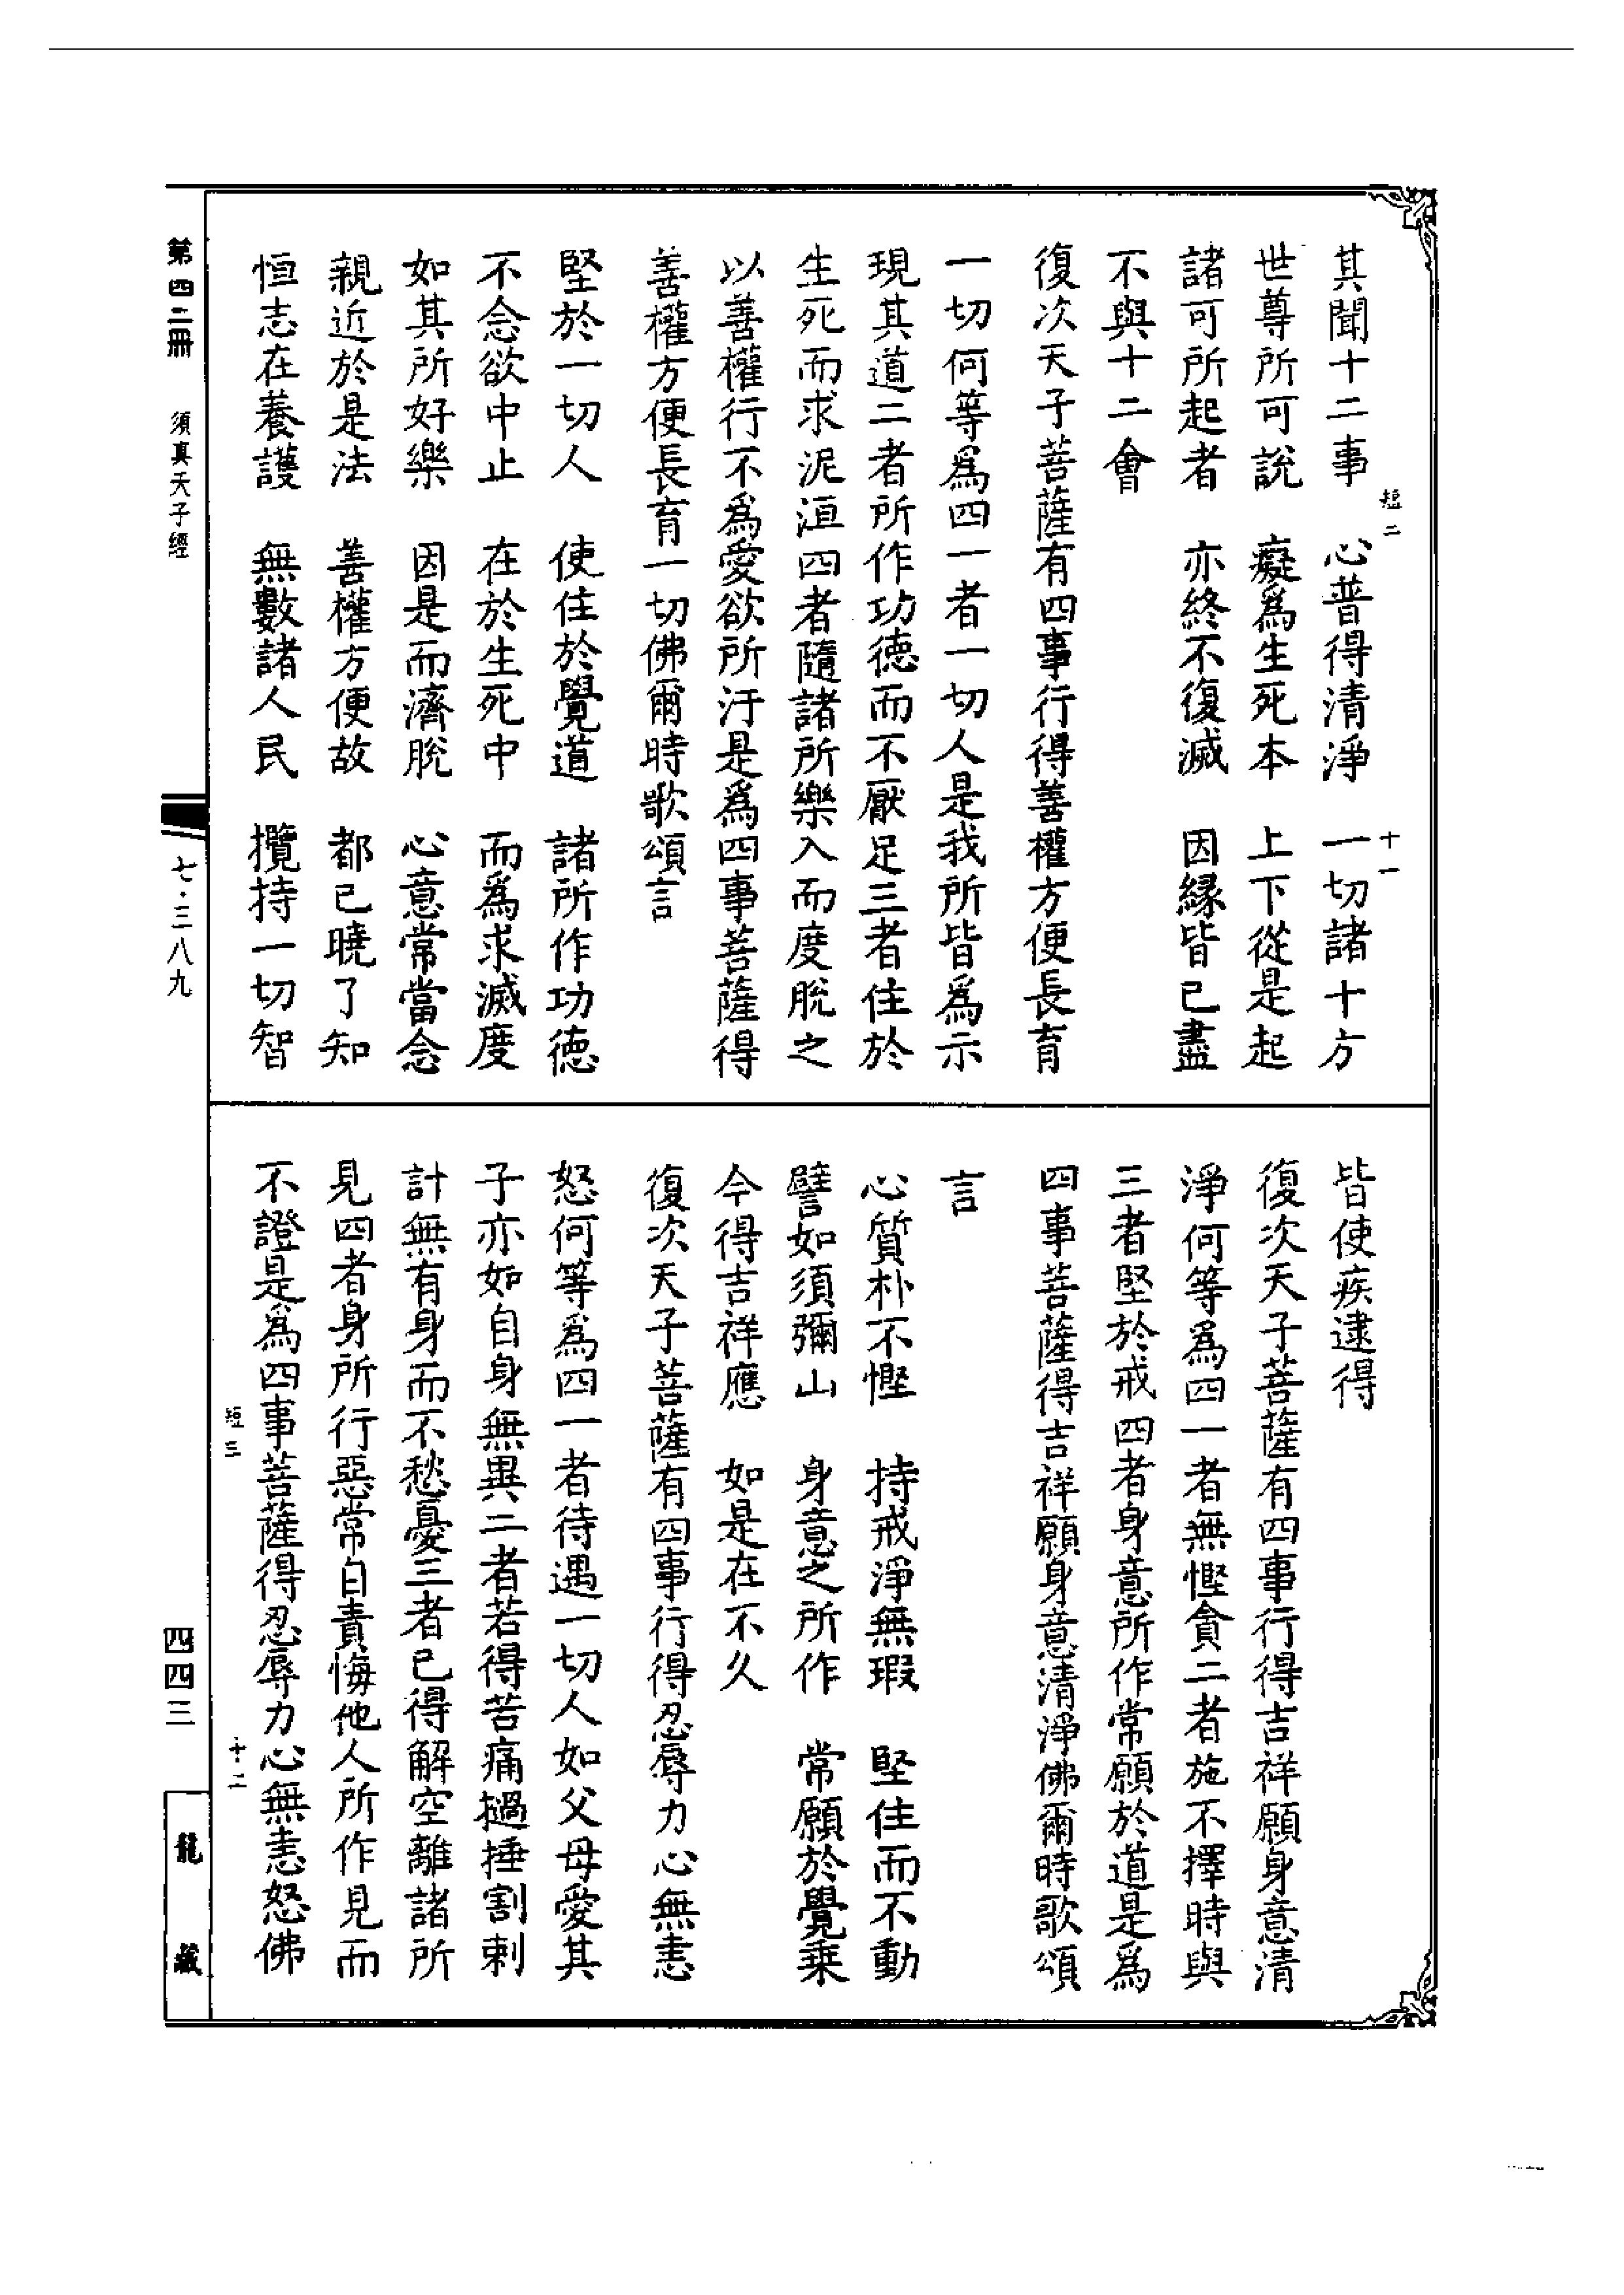 短二
十一
其聞十二事　心普得清淨　一切諸十方
世尊所可說　癡爲生死本　上下從是起
諸可所起者　亦終不復滅　因緣皆已盡
不與十二會
復次天子菩薩有四事行得善權方便長育
一切何等爲四一者一切人是我所皆爲示
現其道二者所作功德而不厭足三者住於
生死而求泥洹四者隨諸所樂入而度脫之
以善權行不爲愛欲所汙是爲四事菩薩得
善權方便長育一切佛爾時歌頌言
堅於一切人　使住於覺道　諸所作功德
不念欲中止　在於生死中　而爲求滅度
如其所好樂　因是而濟脫　心意常當念
親近於是法　善權方便故　都已曉了知
恒志在養護　無數諸人民　攬持一切智
皆使疾逮得
復次天子菩薩有四事行得吉祥願身意清
淨何等爲四一者無慳貪二者施不擇時與
三者堅於戒四者身意所作常願於道是爲
四事菩薩得吉祥願身意清淨佛爾時歌頌
言
心質朴不慳　持戒淨無瑕　堅住而不動
譬如須彌山　身意之所作　常願於覺乘
今得吉祥應　如是在不久
復次天子菩薩有四事行得忍辱力心無恚
怒何等爲四一者待遇一切人如父母愛其
子亦如自身無異二者若得苦痛撾捶割剌
計無有身而不愁憂三者已得解空離諸所
見四者身所行惡常自責悔他人所作見而
不證是爲四事菩薩得忍辱力心無恚怒佛
短三
十二
第四二冊　須真天子經
七·三八九
四四三
龍藏